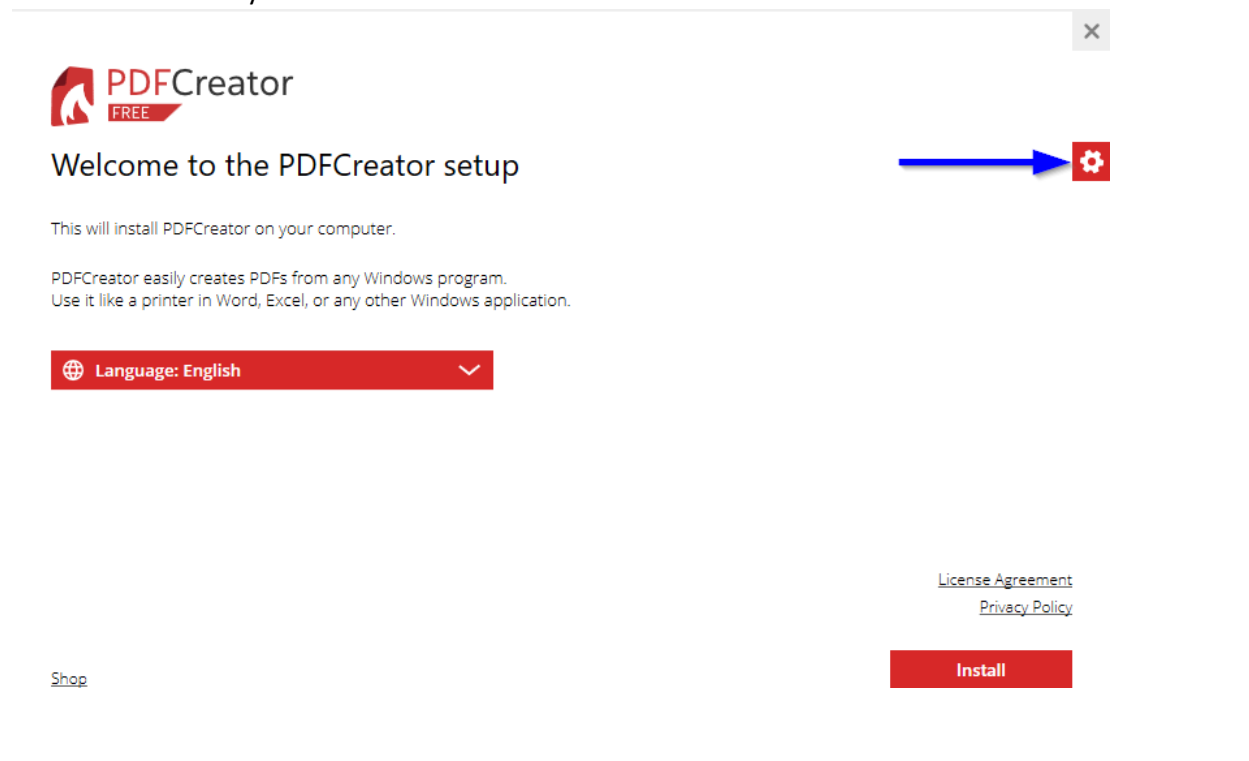 PDFCreator
FREE
Welcome to the PDFCreator setup
This will install PDFCreator on your computer.
PDFCreator easily creates PDFs from any Windows program.
Use it like a printer in Word, Excel, or any other Windows application.
Language: English
License Agreement
Privacy Policy
Install
Shop